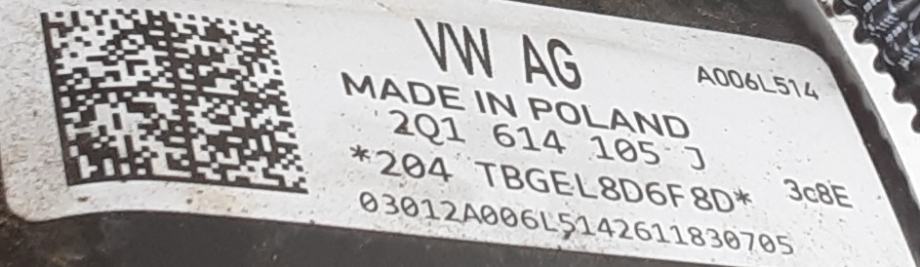 VW AG
A006L514
MADE IN POLAND
2Q1 614 105 J
*204 TBGEL8D6F8D* 3c8E
03012A006L5142611830705